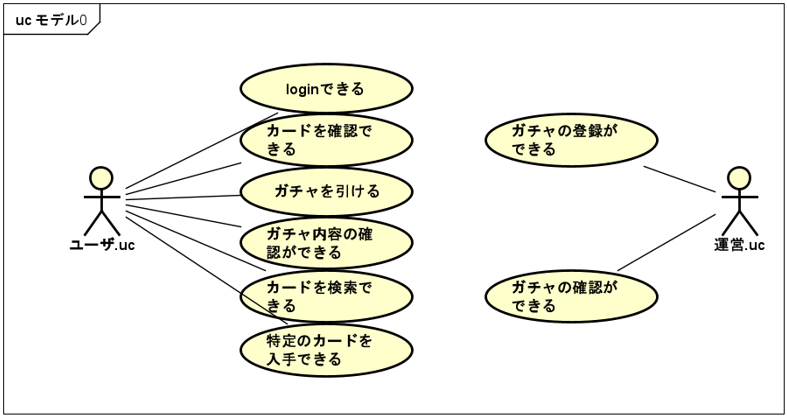 uc モデル0
loginできる
カードを確認で
きる
ガチャを引ける
ガチャ内容の確
認ができる
カードを検索で
きる
特定のカードを
入手できる
ユーザ.uc
ガチャの登録が
できる
ガチャの確認が
できる
運営.uc